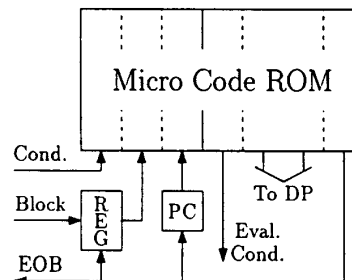 Micro Code ROM
Cond.
Block
REG
PC
To DP
Eval.
Cond.
EOB